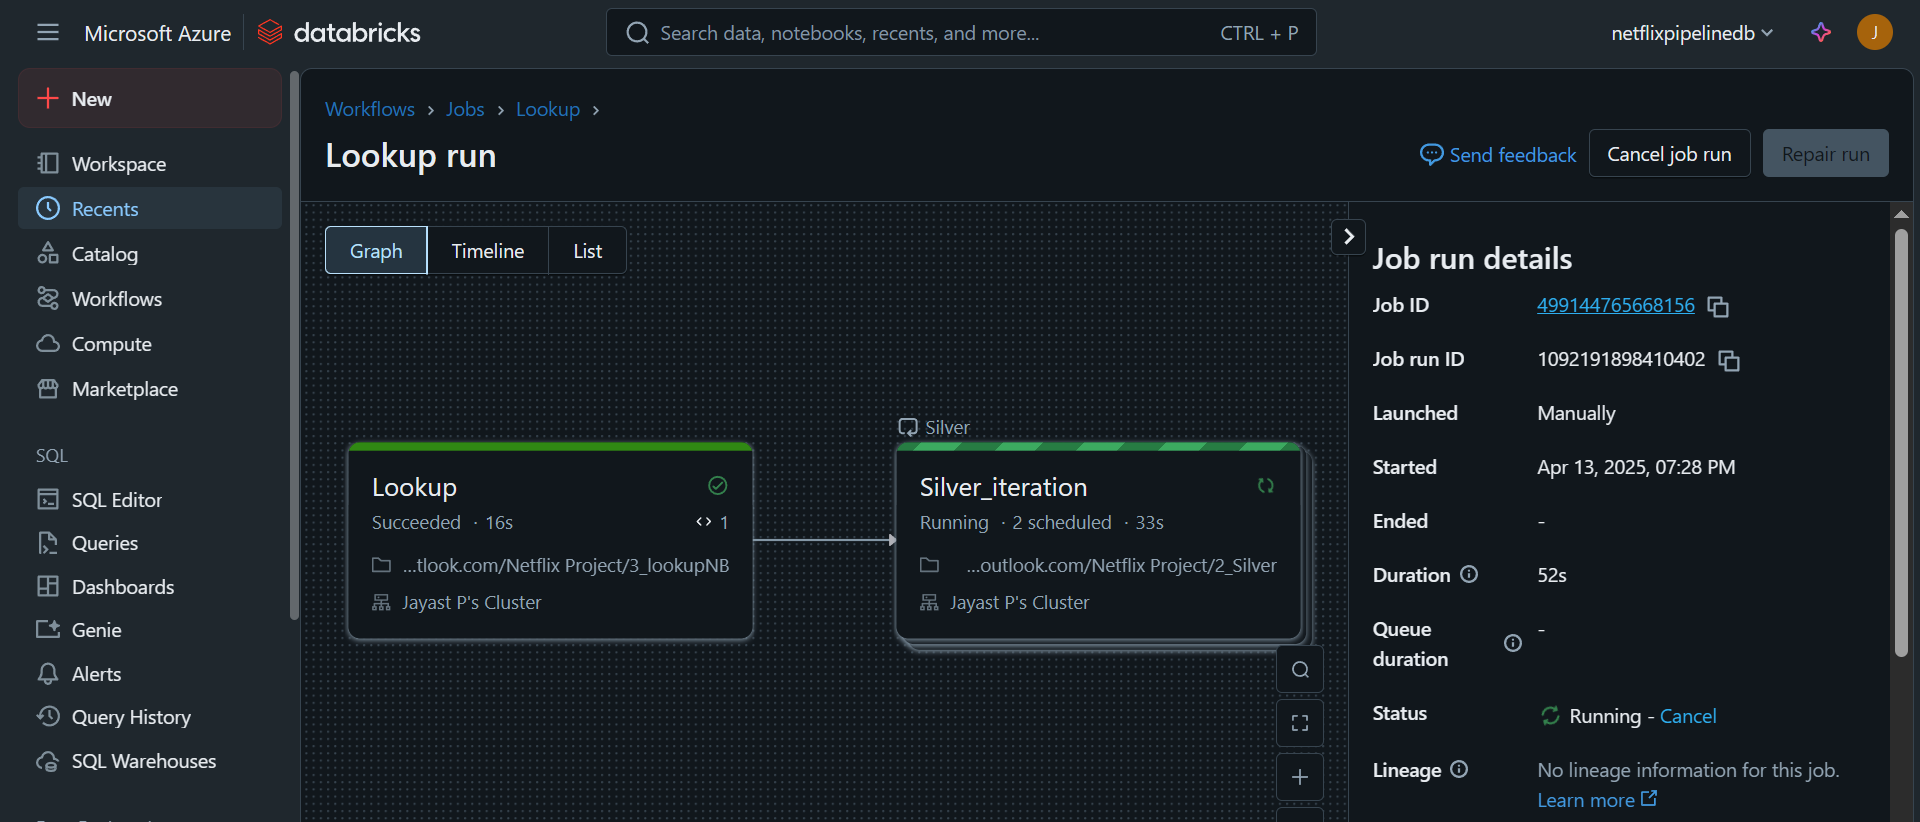 Microsoft Azure
databricks
Search data, notebooks, recents, and more...
CTRL + P
netflixpipelinedb
J
New
Workspace
Recents
Catalog
Workflows
Compute
Marketplace
SQL
SQL Editor
Queries
Dashboards
Genie
Alerts
Query History
SQL Warehouses
Workflows › Jobs › Lookup ›
Lookup run
Send feedback
Cancel job run
Repair run
Graph
Timeline
List
Lookup
Succeeded · 16s
<> 1
...tlook.com/Netflix Project/3_lookupNB
Jayast P's Cluster
Silver
Silver_iteration
Running · 2 scheduled · 33s
...outlook.com/Netflix Project/2_Silver
Jayast P's Cluster
Job run details
Job ID 499144765668156
Job run ID 1092191898410402
Launched Manually
Started Apr 13, 2025, 07:28 PM
Ended -
Duration 52s
Queue duration -
Status Running - Cancel
Lineage No lineage information for this job.
Learn more